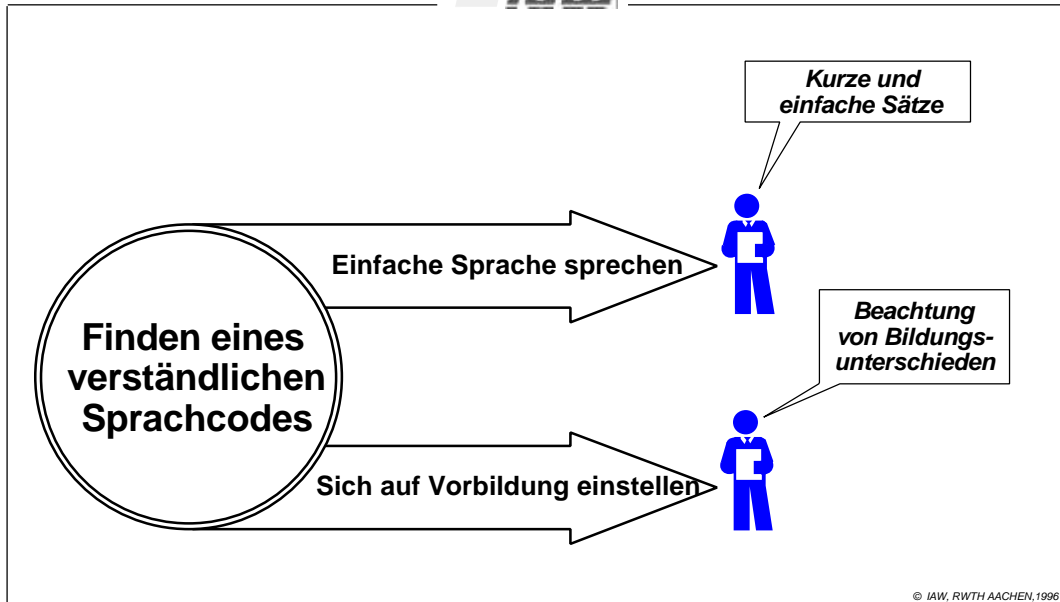 Kurze und
einfache Sätze
Einfache Sprache sprechen
Finden eines
verständlichen
Sprachcodes
Beachtung
von Bildungs-
unterschieden
Sich auf Vorbildung einstellen
© IAW, RWTH AACHEN,1996